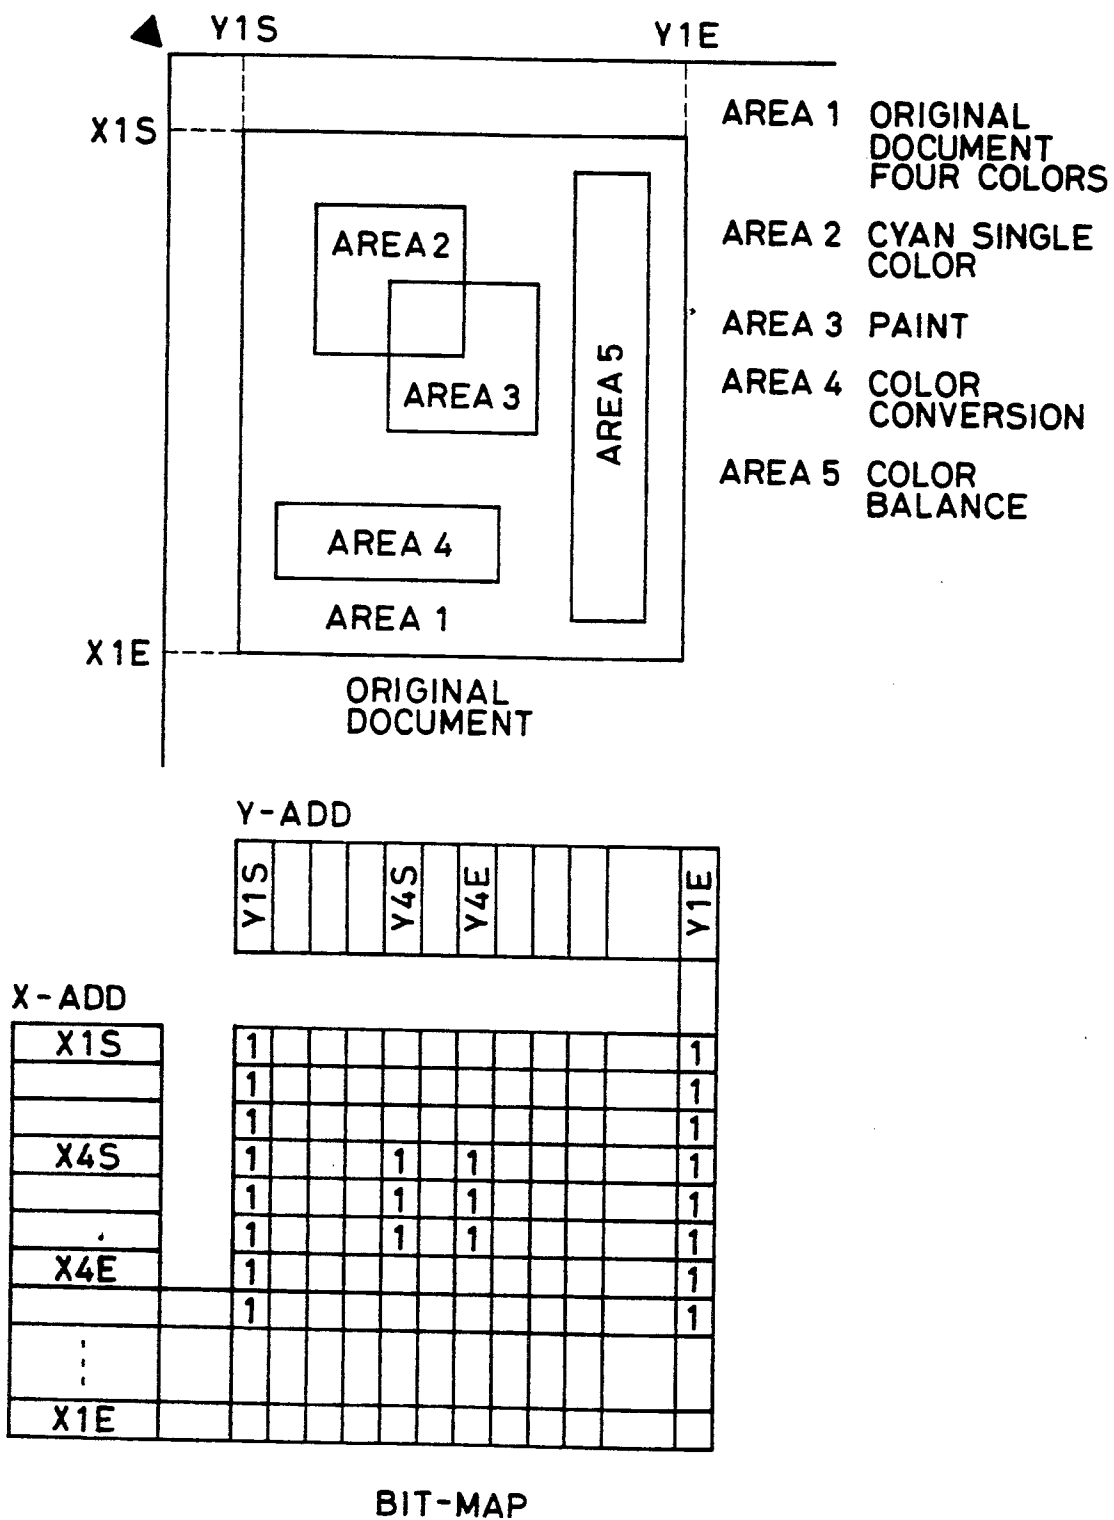 Y1S
Y1E
X1S
AREA 1 ORIGINAL
DOCUMENT
FOUR COLORS
AREA 2
AREA 2 CYAN SINGLE
COLOR
AREA 3 PAINT
AREA 3
AREA 5
AREA 4 COLOR
CONVERSION
AREA 5 COLOR
BALANCE
AREA 4
AREA 1
X1E
ORIGINAL
DOCUMENT
Y-ADD
Y1S Y4S Y4E Y1E
X-ADD
X1S 1 1
1 1
1 1
X4S 1 1 1 1
1 1 1 1
1 1 1 1
X4E 1 1
1 1
X1E
BIT-MAP